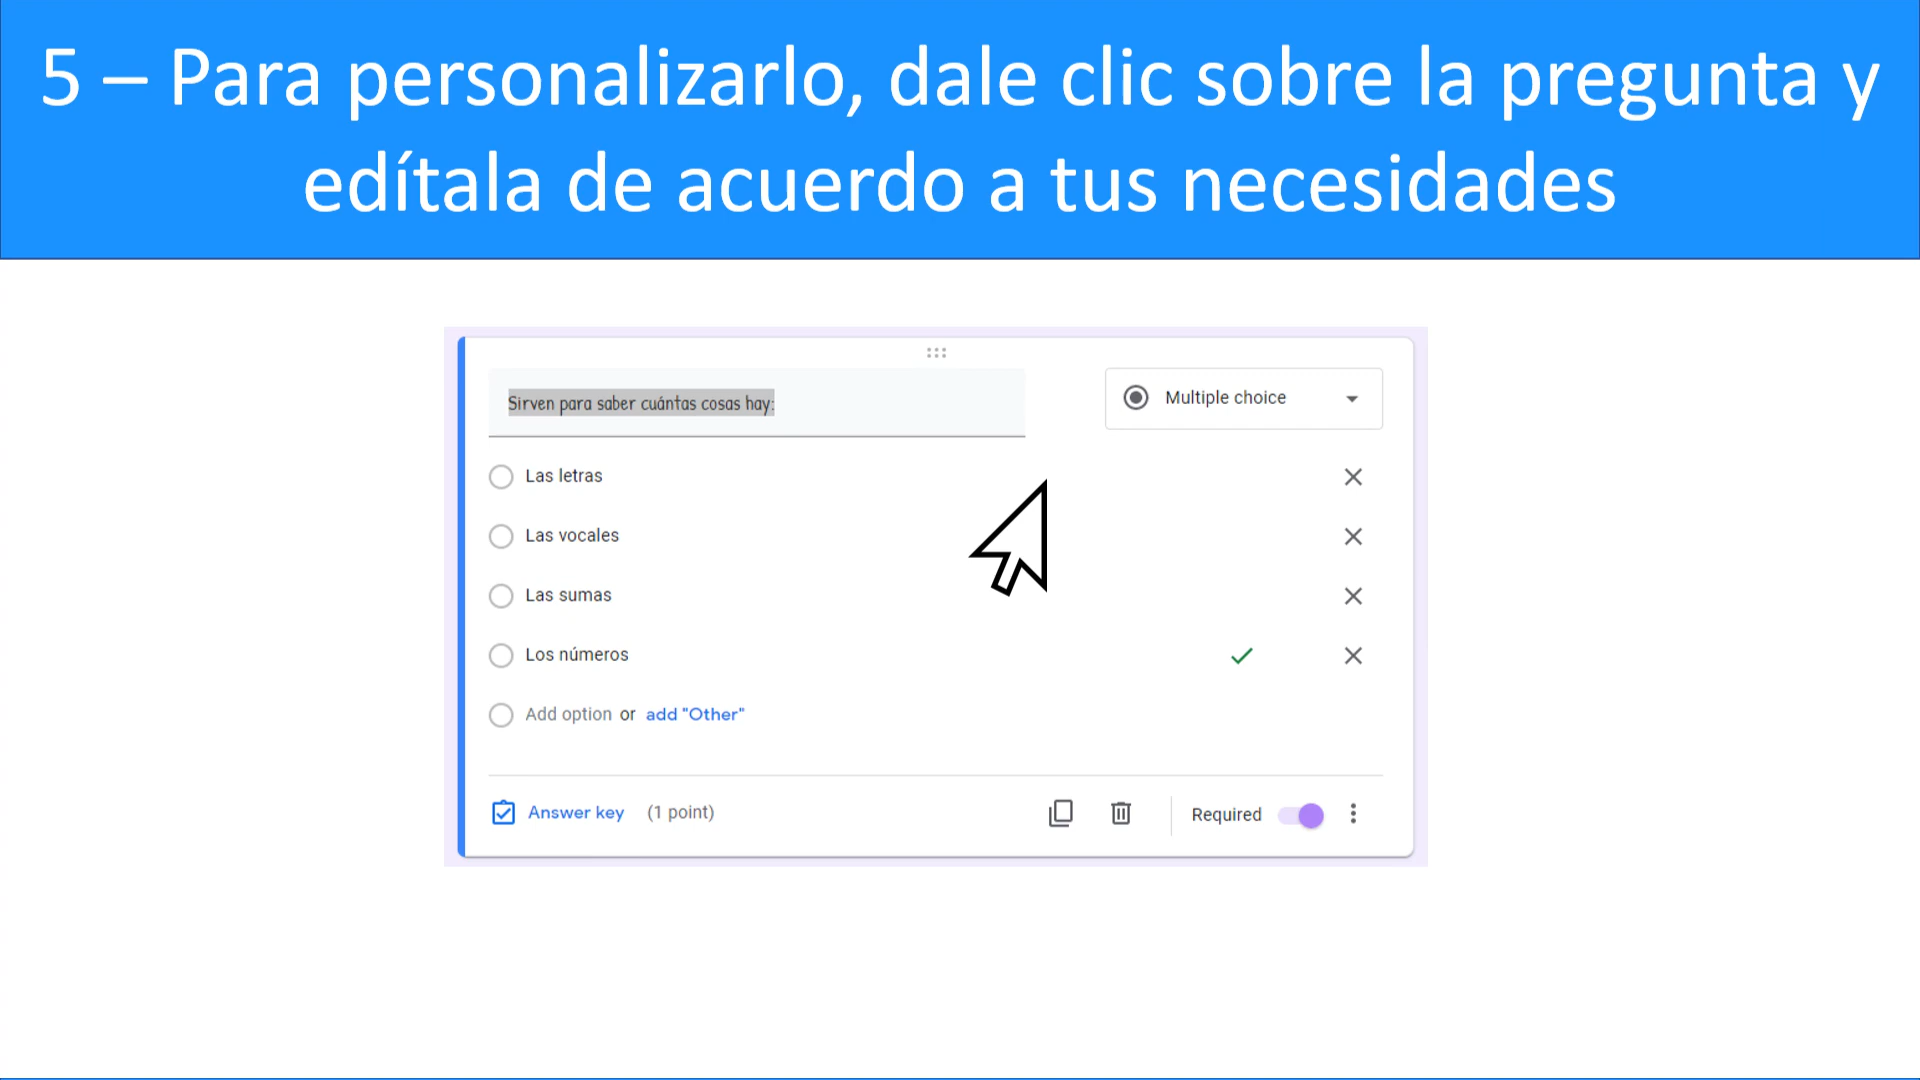 5 – Para personalizarlo, dale clic sobre la pregunta y
edítala de acuerdo a tus necesidades
Sirven para saber cuántas cosas hay:
Multiple choice
Las letras
Las vocales
Las sumas
Los números
Add option or add "Other"
Answer key (1 point)
Required